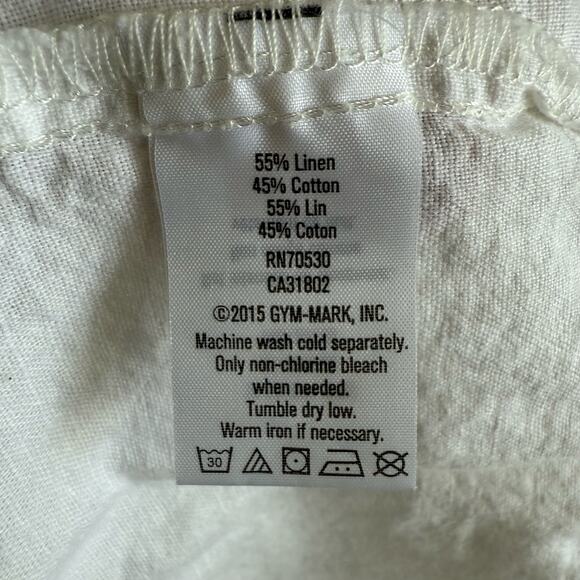 55% Linen
45% Cotton
55% Lin
45% Coton
RN70530
CA31802
©2015 GYM-MARK, INC.
Machine wash cold separately.
Only non-chlorine bleach
when needed.
Tumble dry low.
Warm iron if necessary.
30